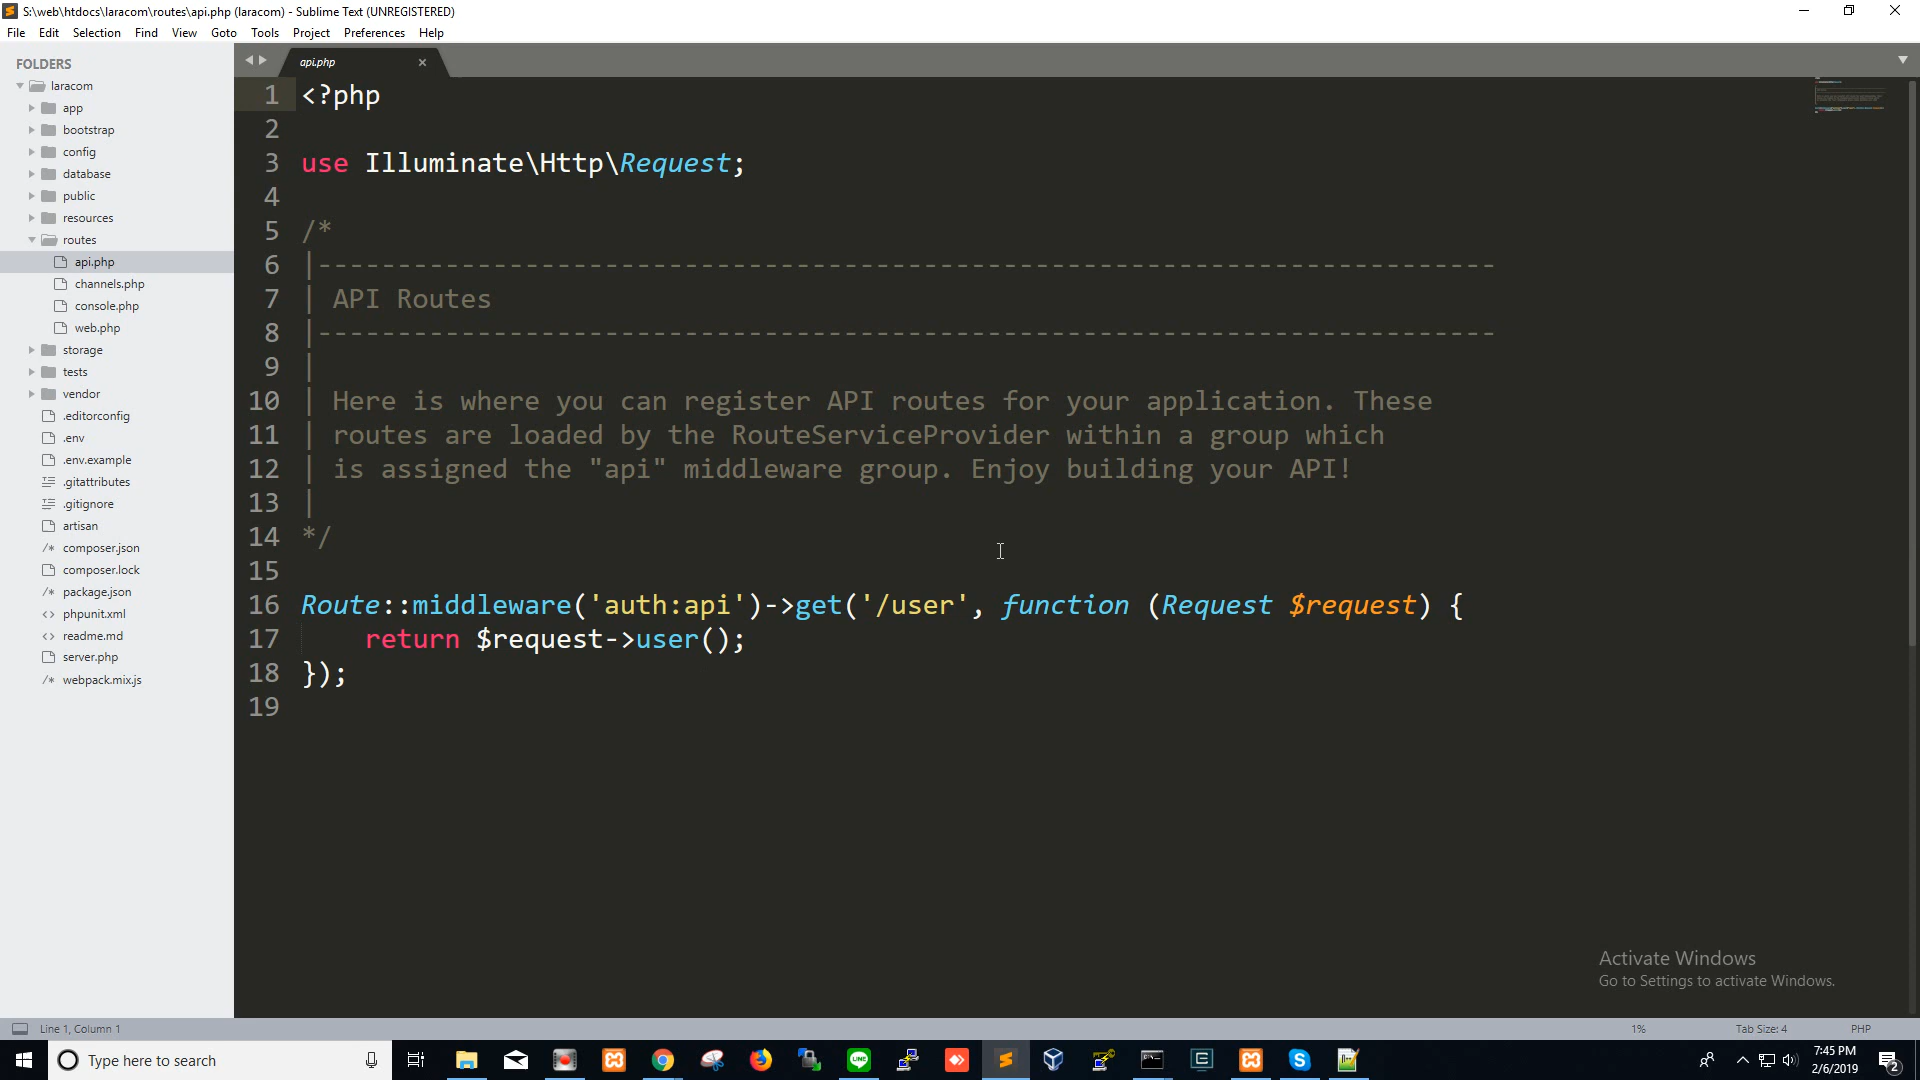 S:\web\htdocs\laracom\routes\api.php (laracom) - Sublime Text (UNREGISTERED)
File Edit Selection Find View Goto Tools Project Preferences Help
FOLDERS
laracom
app
bootstrap
config
database
public
resources
routes
api.php
channels.php
console.php
web.php
storage
tests
vendor
.editorconfig
.env
.env.example
.gitattributes
.gitignore
artisan
/* composer.json
composer.lock
/* package.json
<> phpunit.xml
<> readme.md
server.php
/* webpack.mix.js
api.php
1 <?php
2
3 use Illuminate\Http\Request;
4
5 /*
6 |--------------------------------------------------------------------------
7 | API Routes
8 |--------------------------------------------------------------------------
9 |
10 | Here is where you can register API routes for your application. These
11 | routes are loaded by the RouteServiceProvider within a group which
12 | is assigned the "api" middleware group. Enjoy building your API!
13 |
14 */
15
16 Route::middleware('auth:api')->get('/user', function (Request $request) {
17     return $request->user();
18 });
19
Activate Windows
Go to Settings to activate Windows.
Line 1, Column 1
1%
Tab Size: 4
PHP
Type here to search
LINE
7:45 PM
2/6/2019
2